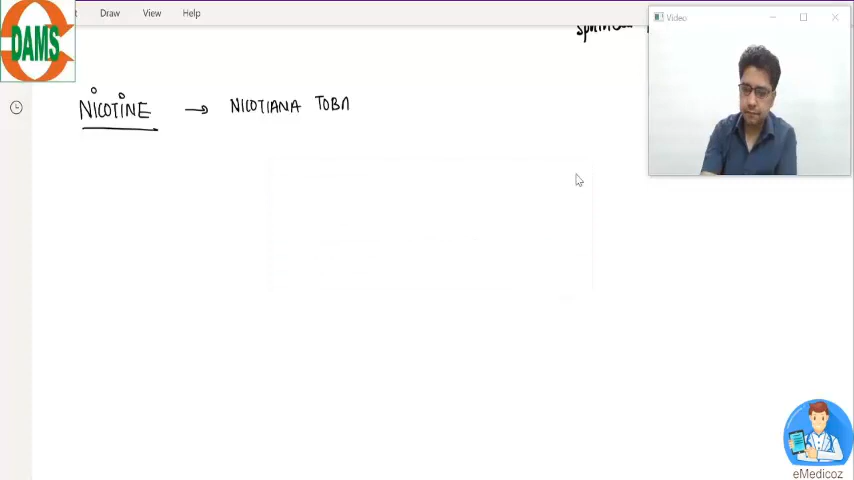 DAMS
Draw View Help
Video
NICOTINE → NICOTIANA TOBA
eMedicoz